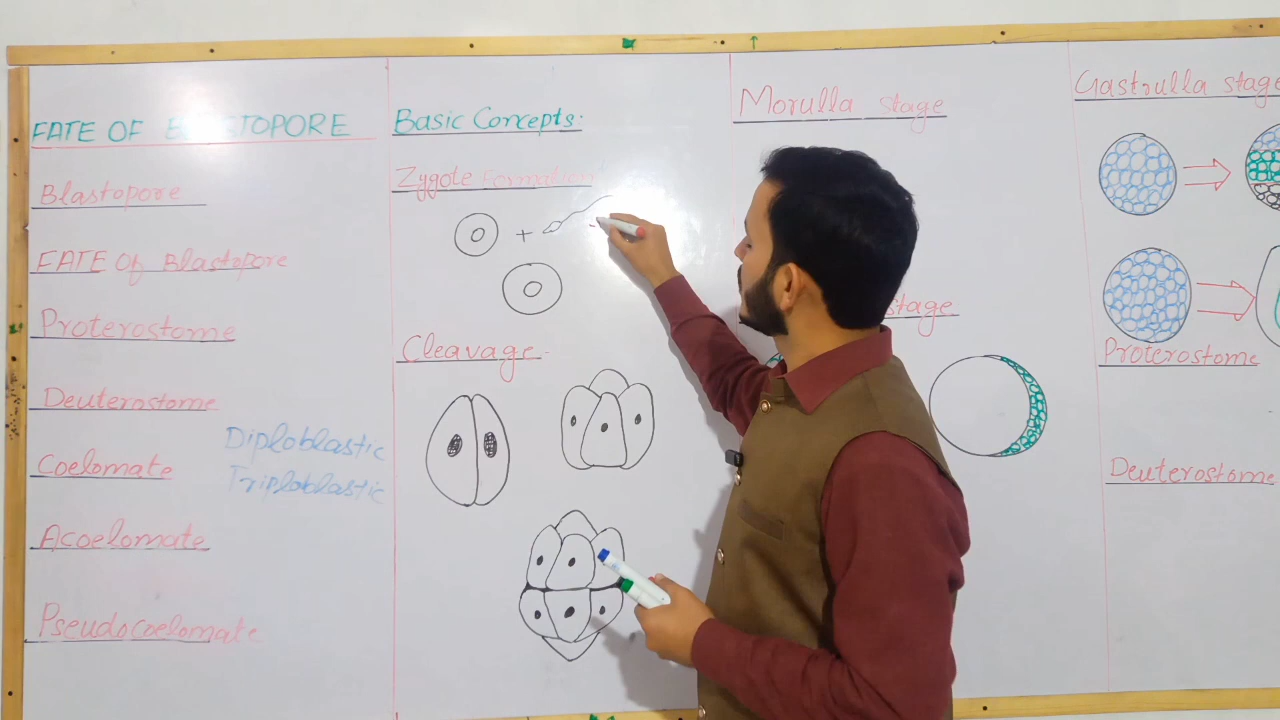 FATE OF BLASTOPORE
Blastopore
FATE Of Blastopore
Proterostome
Deuterostome
Diploblastic
Coelomate
Triploblastic
Acoelomate
Pseudocoelomate
Basic Concepts:
Zygote Formation
+
Cleavage.
Morulla stage
stage
Gastrulla stage
Proterostome
Deuterostome